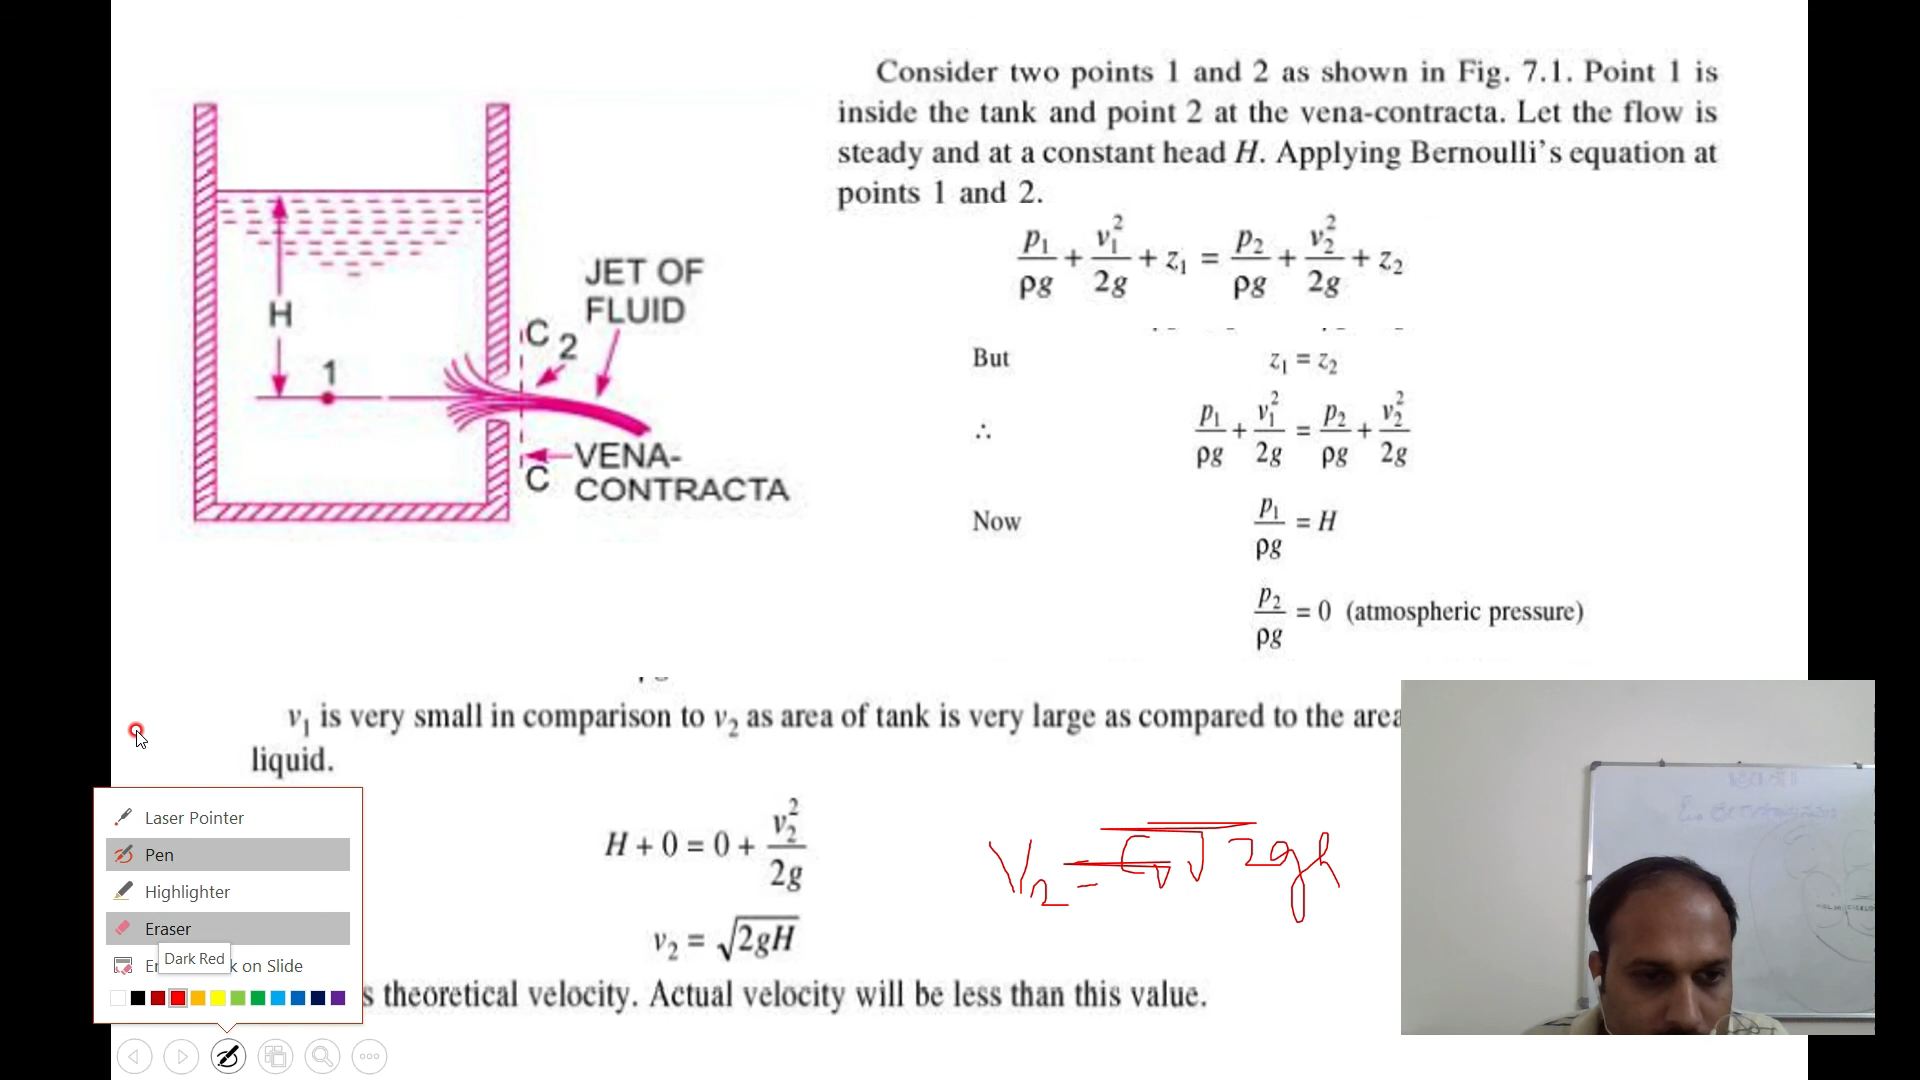 Consider two points 1 and 2 as shown in Fig. 7.1. Point 1 is
inside the tank and point 2 at the vena-contracta. Let the flow is
steady and at a constant head H. Applying Bernoulli's equation at
points 1 and 2.
p₁/ρg + v₁²/2g + z₁ = p₂/ρg + v₂²/2g + z₂
But z₁ = z₂
∴ p₁/ρg + v₁²/2g = p₂/ρg + v₂²/2g
Now p₁/ρg = H
p₂/ρg = 0 (atmospheric pressure)
H
1
C
2
JET OF
FLUID
C
VENA-
CONTRACTA
v₁ is very small in comparison to v₂ as area of tank is very large as compared to the area
liquid.
H + 0 = 0 + v₂²/2g
v₂ = √2gH
V₂ = Cv√2gh
s theoretical velocity. Actual velocity will be less than this value.
Laser Pointer
Pen
Highlighter
Eraser
Dark Red
k on Slide